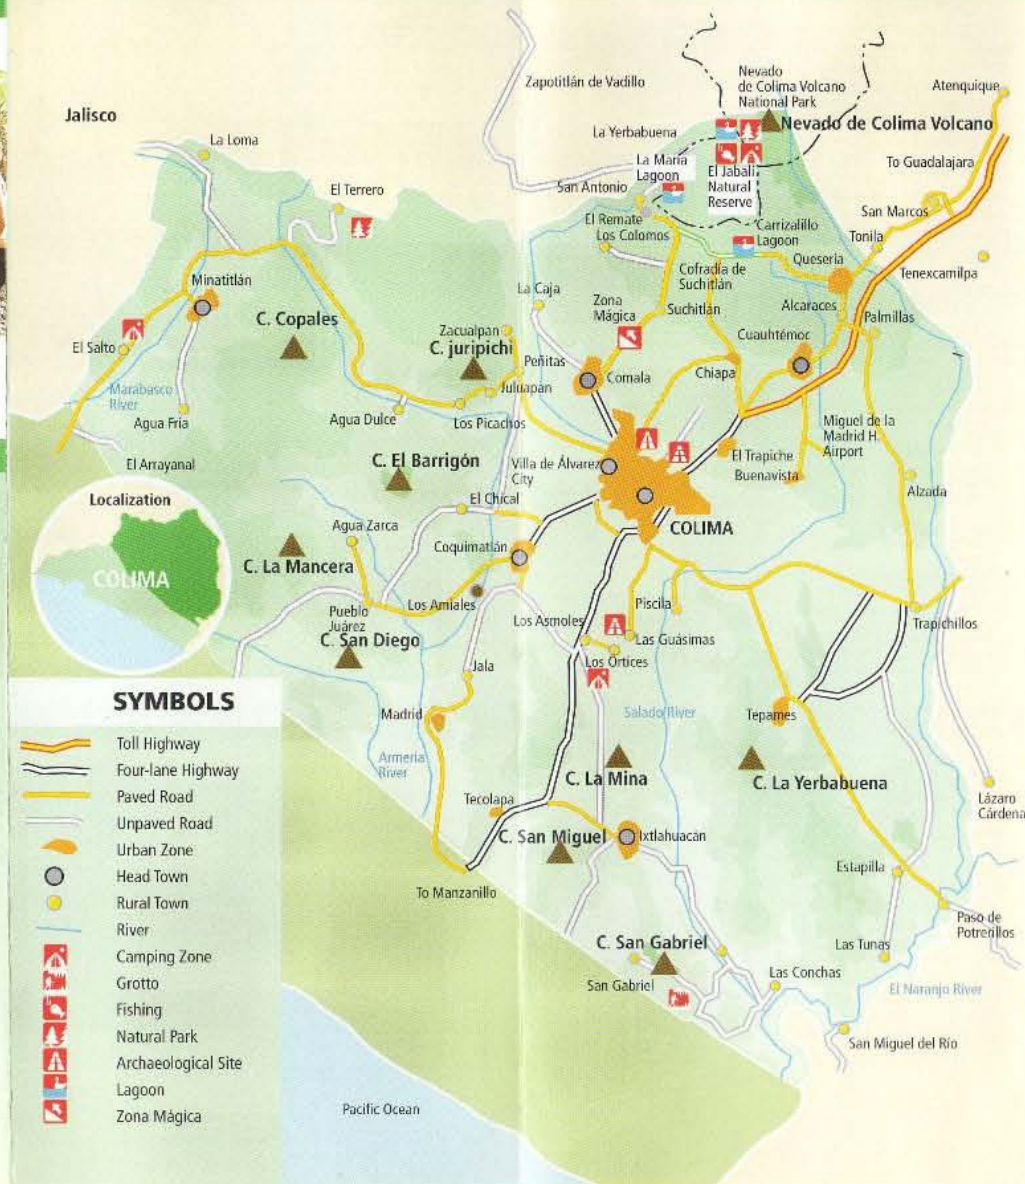 Jalisco
La Loma
El Terrero
Zapotitlán de Vadillo
Nevado
de Colima Volcano
National Park
Nevado de Colima Volcano
Atenquique
To Guadalajara
La Yerbabuena
La María
Lagoon
San Antonio
El Jabalí
Natural
Reserve
San Marcos
El Remate
Los Colomos
Carrizalillo
Lagoon
Tonila
Quesería
Tenexcamilpa
Cofradía de
Suchitlán
Minatitlán
La Caja
Zona
Mágica
Suchitlán
Alcaraces
Palmillas
C. Copales
Zacualpan
C. juripichi
Peñitas
Cuauhtémoc
El Salto
Comala
Chiapa
Marabasco
River
Juluapan
Agua Fría
Agua Dulce
Los Picachos
Miguel de la
Madrid H.
Airport
El Arrayanal
C. El Barrigón
Villa de Álvarez
City
El Trapiche
Buenavista
Localization
COLIMA
El Chical
Alzada
Agua Zarca
COLIMA
C. La Mancera
Coquimatlán
Los Amiales
Piscila
Pueblo
Juárez
Los Asmoles
Trapichillos
C. San Diego
Las Guásimas
Los Ortices
Jala
SYMBOLS
Madrid
Salado River
Tepames
Toll Highway
Four-lane Highway
Paved Road
Unpaved Road
Urban Zone
Head Town
Rural Town
River
Camping Zone
Grotto
Fishing
Natural Park
Archaeological Site
Lagoon
Zona Mágica
Armería
River
C. La Mina
C. La Yerbabuena
Tecolapa
Lázaro
Cárdena
C. San Miguel
Ixtlahuacán
To Manzanillo
Estapilla
Paso de
Potrerillos
C. San Gabriel
Las Tunas
San Gabriel
Las Conchas
El Naranjo River
San Miguel del Río
Pacific Ocean